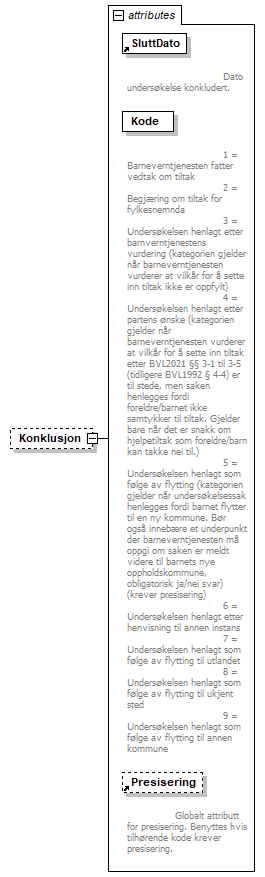 attributes
SluttDato
Dato
undersøkelse konkludert.
Kode
1 =
Barneverntjenesten fatter
vedtak om tiltak
2 =
Begjæring om tiltak for
fylkesnemnda
3 =
Undersøkelsen henlagt etter
barnverntjenestens
vurdering (kategorien gjelder
når barneverntjenesten
vurderer at vilkår for å sette
inn tiltak ikke er oppfylt)
4 =
Undersøkelsen henlagt etter
partens ønske (kategorien
gjelder når
barneverntjenesten vurderer
at vilkår for å sette inn tiltak
etter BVL2021 §§ 3-1 til 3-5
(tidligere BVL1992 § 4-4) er
til stede, men saken
henlegges fordi
foreldre/barnet ikke
samtykker til tiltak. Gjelder
bare når det er snakk om
hjelpetiltak som foreldre/barn
kan takke nei til.)
Konklusjon
5 =
Undersøkelsen henlagt som
følge av flytting (kategorien
gjelder når undersøkelsessak
henlegges fordi barnet flytter
til en ny kommune. Bør
også innebære et underpunkt
der barneverntjenesten må
oppgi om saken er meldt
videre til barnets nye
oppholdskommune,
obligatorisk ja/nei svar)
(krever presisering)
6 =
Undersøkelsen henlagt etter
henvisning til annen instans
7 =
Undersøkelsen henlagt som
følge av flytting til utlandet
8 =
Undersøkelsen henlagt som
følge av flytting til ukjent
sted
9 =
Undersøkelsen henlagt som
følge av flytting til annen
kommune
Presisering
Globalt attributt
for presisering. Benyttes hvis
tilhørende kode krever
presisering.